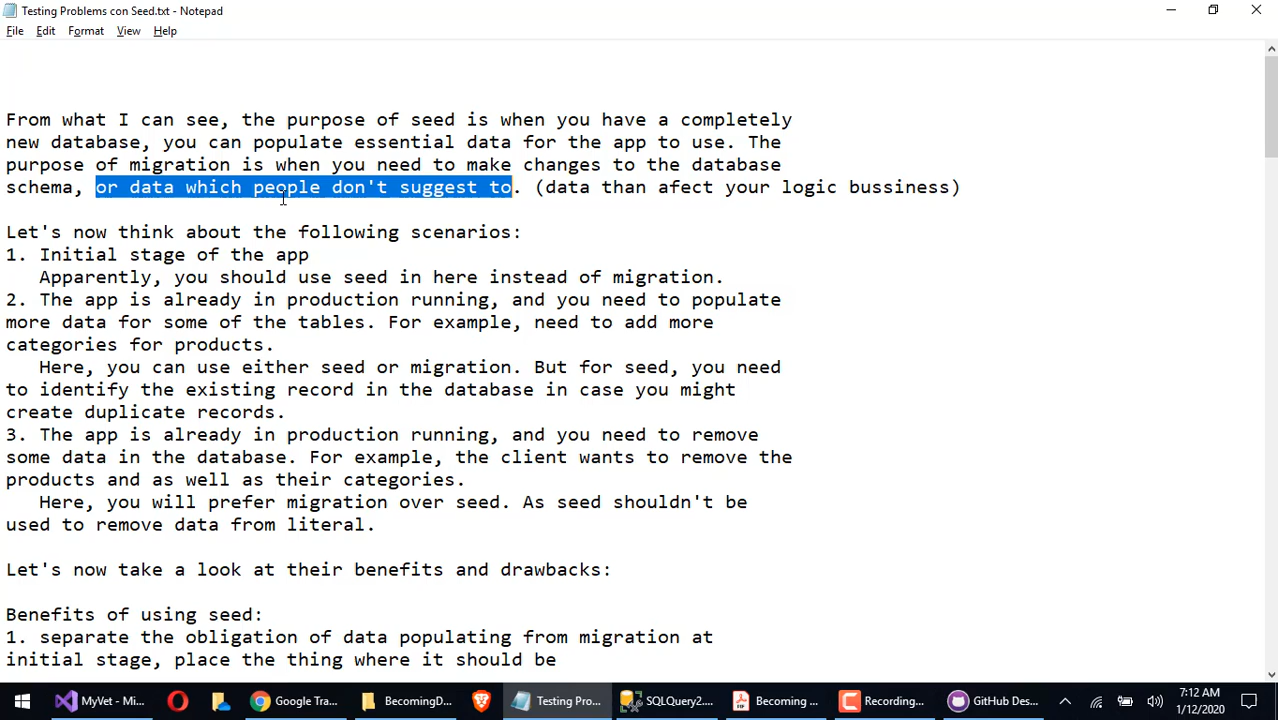 Testing Problems con Seed.txt - Notepad
File Edit Format View Help
From what I can see, the purpose of seed is when you have a completely
new database, you can populate essential data for the app to use. The
purpose of migration is when you need to make changes to the database
schema, or data which people don't suggest to. (data than afect your logic bussiness)
Let's now think about the following scenarios:
1. Initial stage of the app
Apparently, you should use seed in here instead of migration.
2. The app is already in production running, and you need to populate
more data for some of the tables. For example, need to add more
categories for products.
Here, you can use either seed or migration. But for seed, you need
to identify the existing record in the database in case you might
create duplicate records.
3. The app is already in production running, and you need to remove
some data in the database. For example, the client wants to remove the
products and as well as their categories.
Here, you will prefer migration over seed. As seed shouldn't be
used to remove data from literal.
Let's now take a look at their benefits and drawbacks:
Benefits of using seed:
1. separate the obligation of data populating from migration at
initial stage, place the thing where it should be
MyVet - Mi... Google Tra... BecomingD... Testing Pro... SQLQuery2.... Becoming ... Recording... GitHub Des... 7:12 AM
1/12/2020